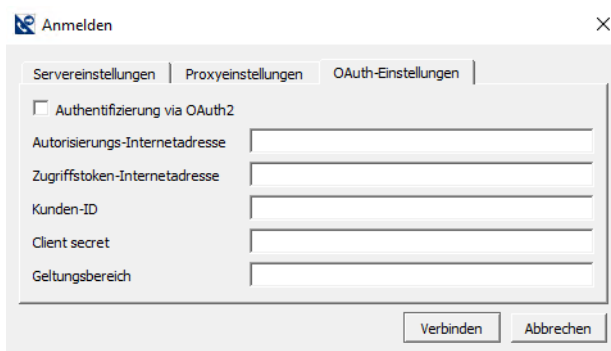 Anmelden
Servereinstellungen Proxyeinstellungen OAuth-Einstellungen
Authentifizierung via OAuth2
Autorisierungs-Internetadresse
Zugriffstoken-Internetadresse
Kunden-ID
Client secret
Geltungsbereich
Verbinden Abbrechen